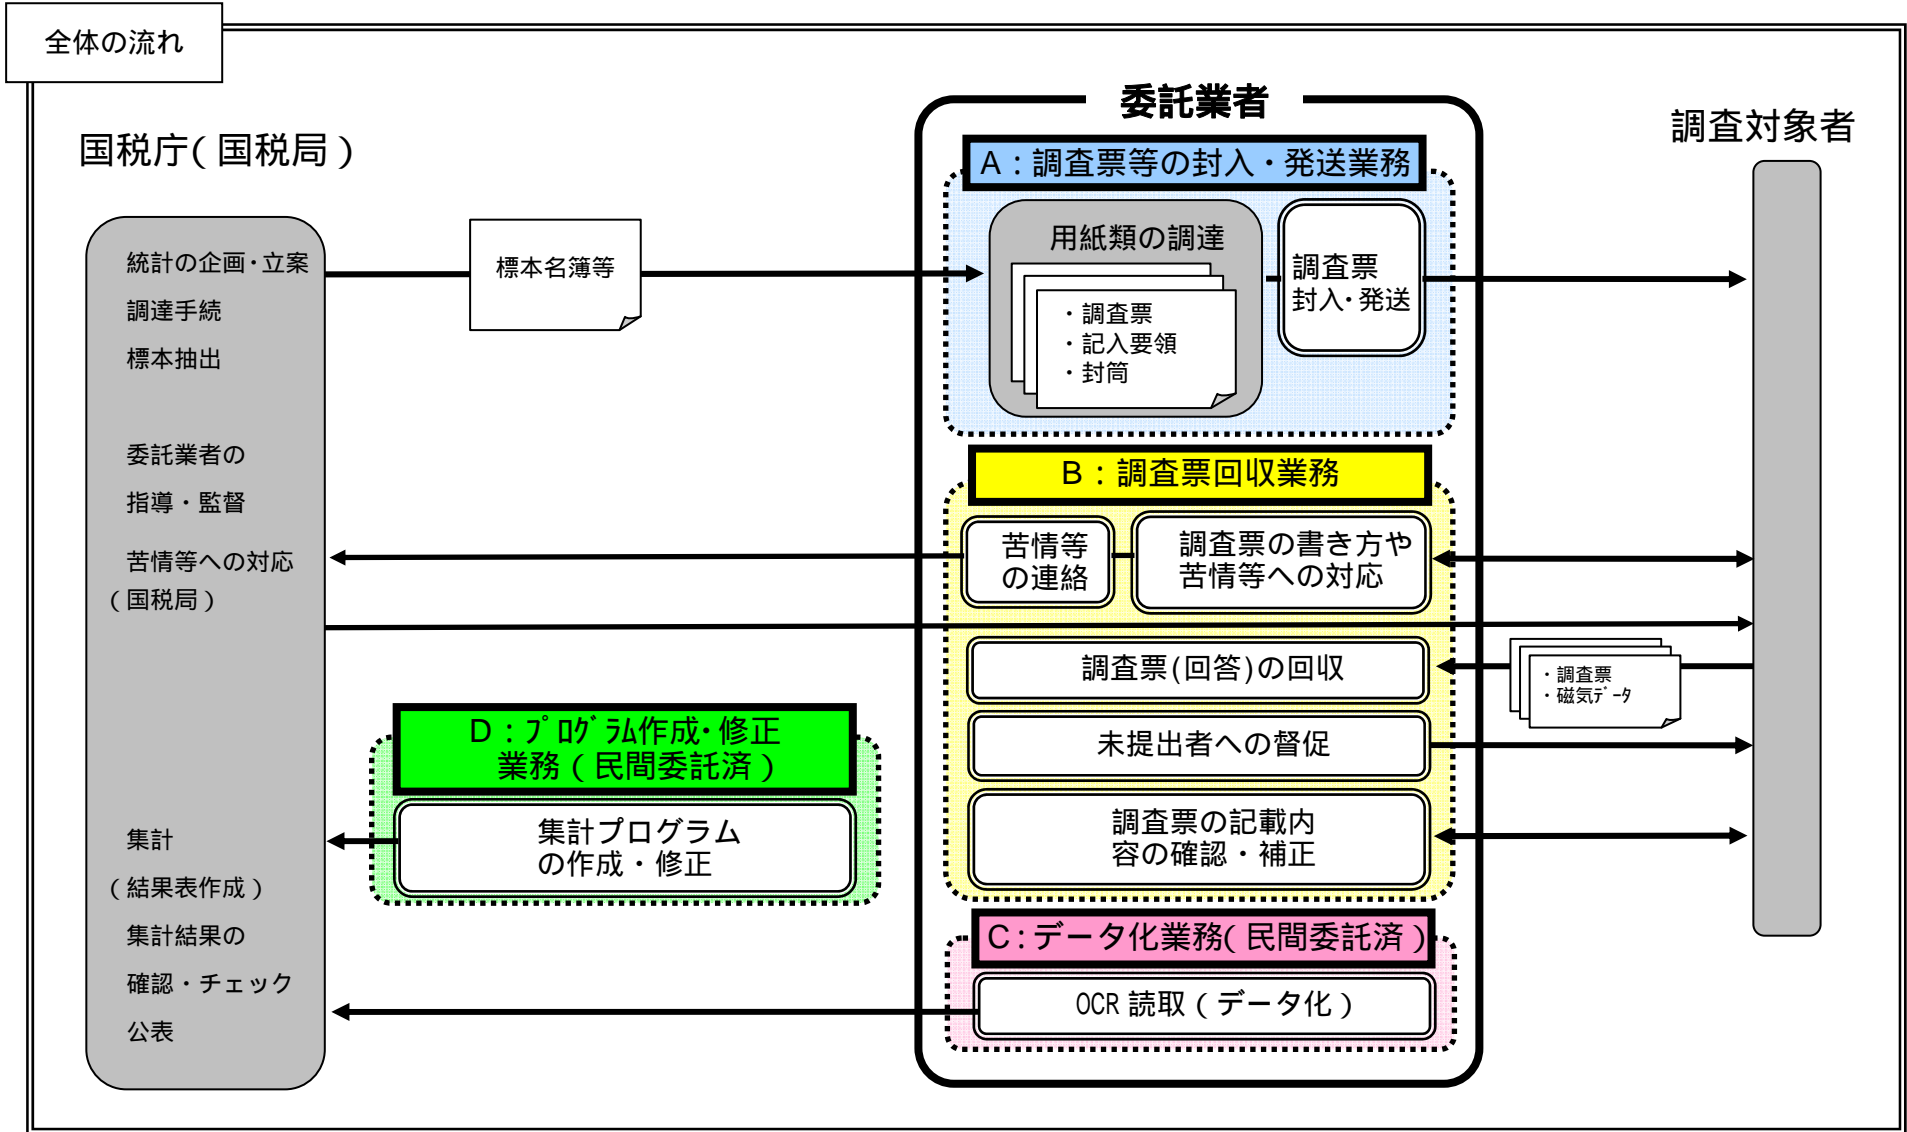 全体の流れ
国税庁(国税局)
統計の企画・立案
調達手続
標本抽出
委託業者の
指導・監督
苦情等への対応
(国税局)
集計
(結果表作成)
集計結果の
確認・チェック
公表
標本名簿等
委託業者
A:調査票等の封入・発送業務
用紙類の調達
・調査票
・記入要領
・封筒
調査票
封入・発送
B:調査票回収業務
苦情等
の連絡
調査票の書き方や
苦情等への対応
調査票(回答)の回収
未提出者への督促
調査票の記載内
容の確認・補正
C:データ化業務(民間委託済)
OCR 読取(データ化)
D:プログラム作成・修正
業務(民間委託済)
集計プログラム
の作成・修正
調査対象者
・調査票
・磁気データ